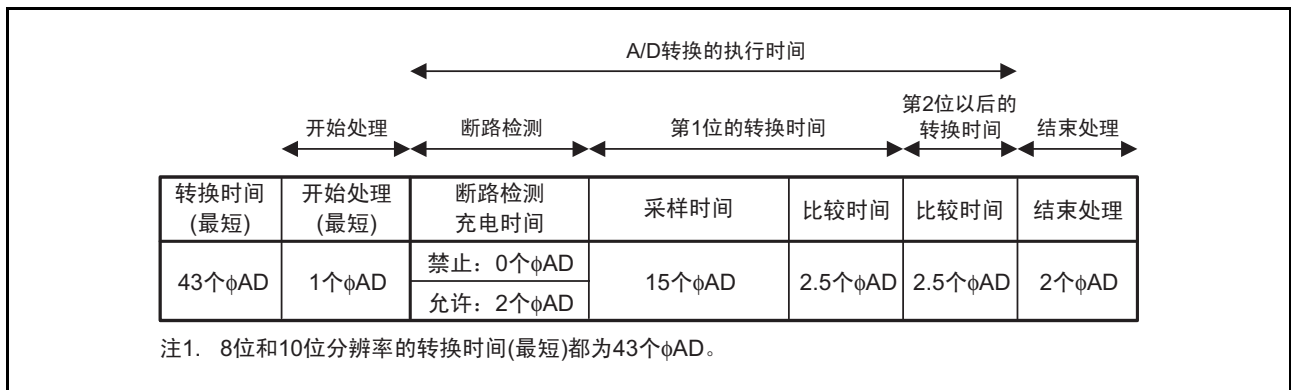 A/D转换的执行时间
开始处理
断路检测
第1位的转换时间
第2位以后的
转换时间
结束处理
转换时间
(最短)
开始处理
(最短)
断路检测
充电时间
采样时间
比较时间
比较时间
结束处理
43个ϕAD
1个ϕAD
禁止：0个ϕAD
允许：2个ϕAD
15个ϕAD
2.5个ϕAD
2.5个ϕAD
2个ϕAD
注1. 8位和10位分辨率的转换时间(最短)都为43个ϕAD。